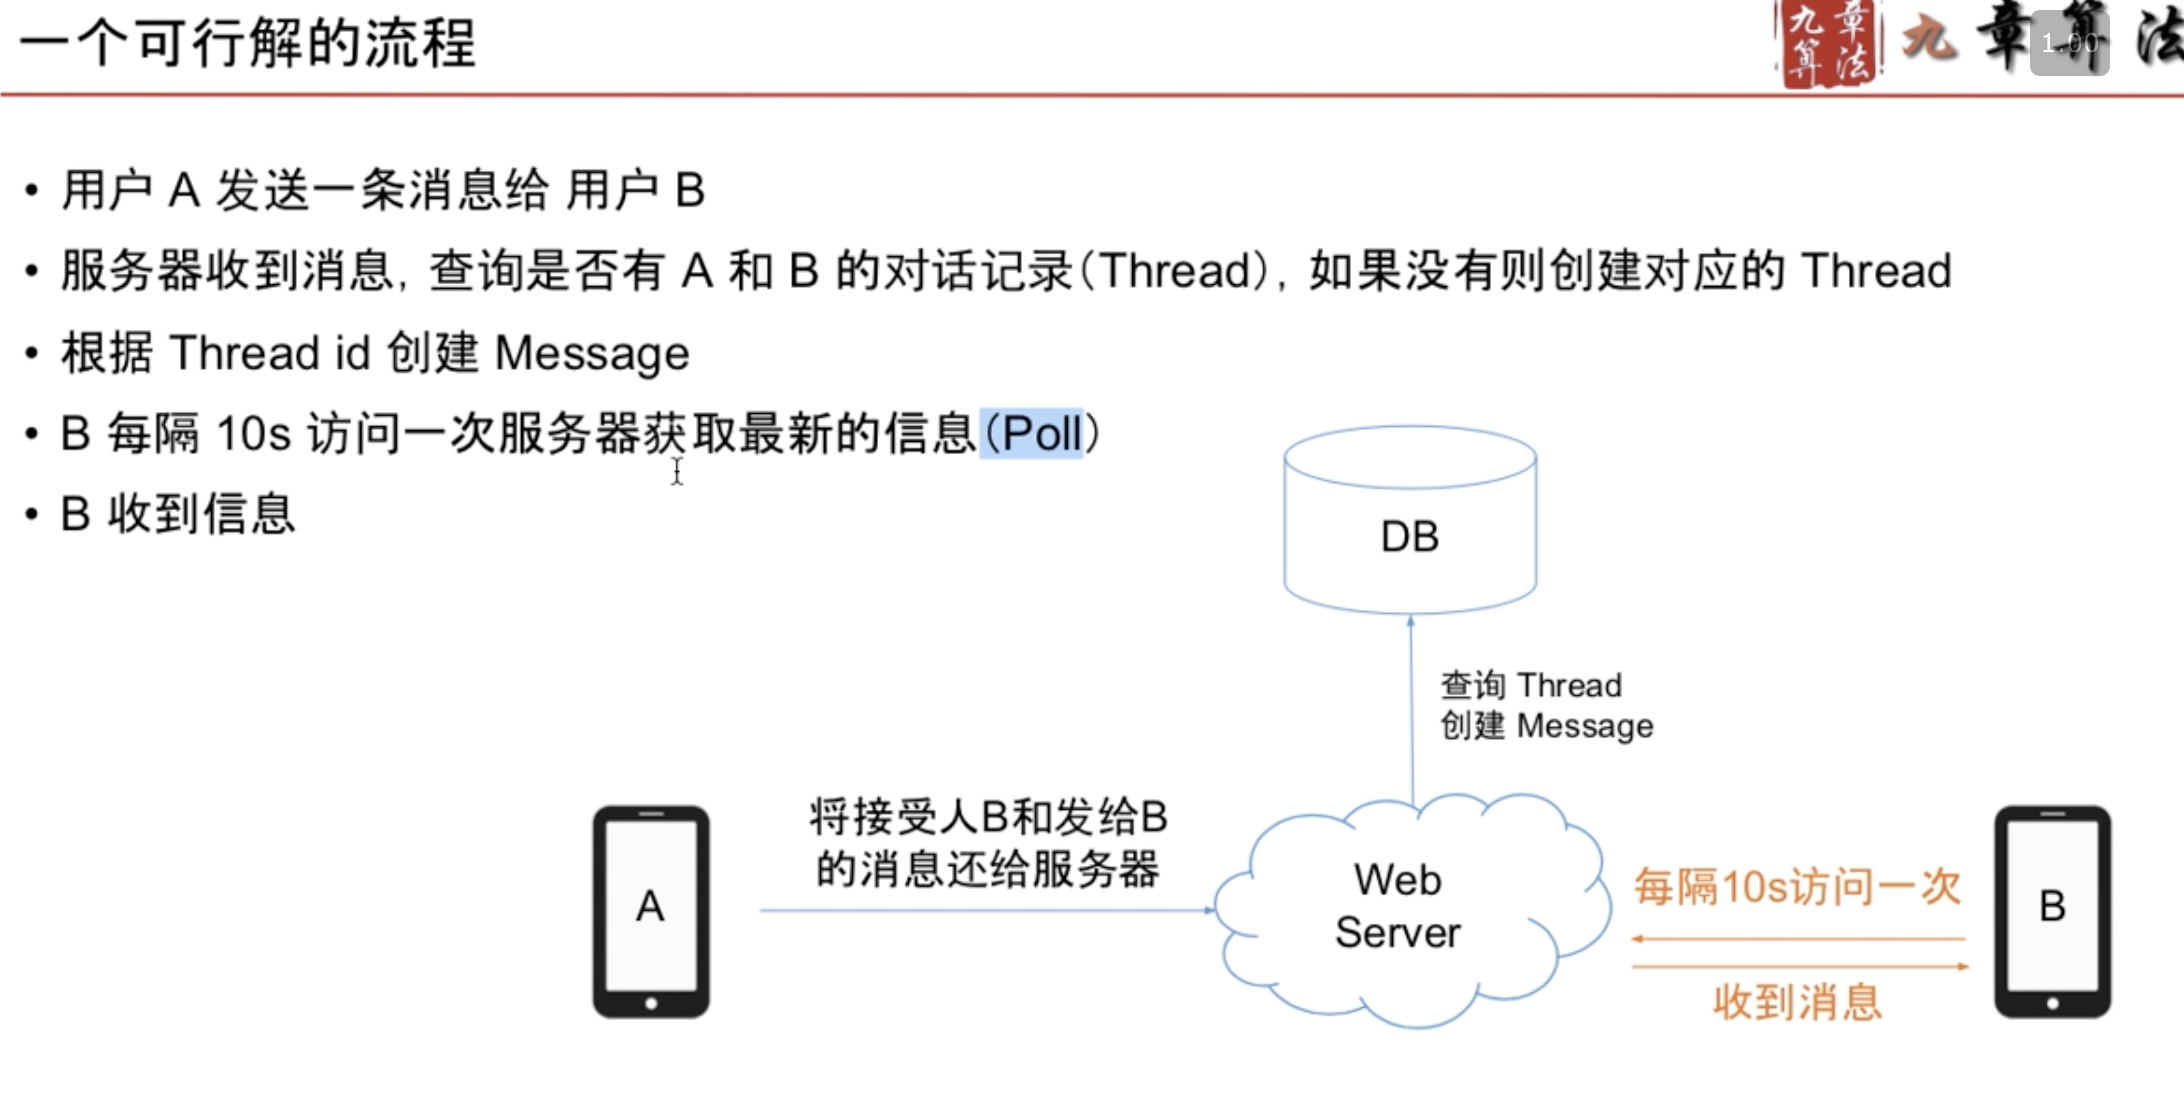 一个可行解的流程
九章算法
九章算法
1.00
• 用户 A 发送一条消息给 用户 B
• 服务器收到消息, 查询是否有 A 和 B 的对话记录(Thread), 如果没有则创建对应的 Thread
• 根据 Thread id 创建 Message
• B 每隔 10s 访问一次服务器获取最新的信息(Poll)
• B 收到信息
DB
查询 Thread
创建 Message
将接受人B和发给B
的消息还给服务器
A
Web
Server
每隔10s访问一次
收到消息
B